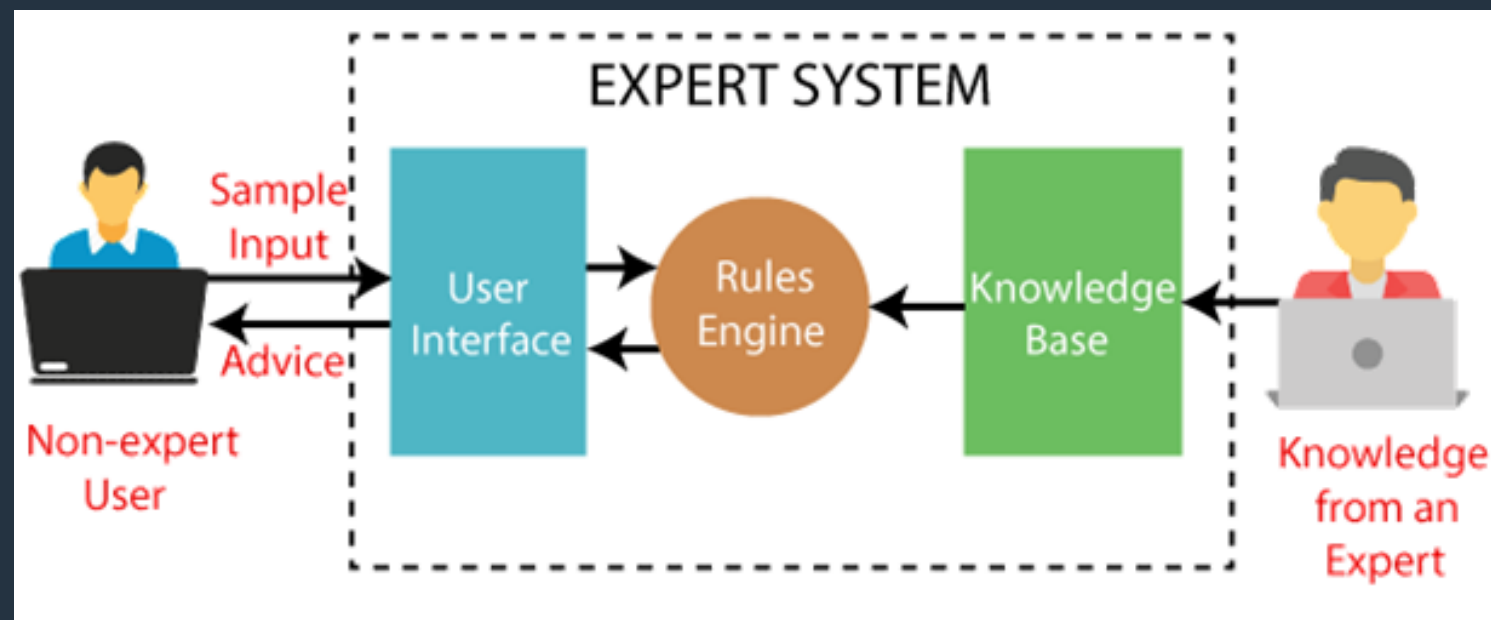 EXPERT SYSTEM
Sample
Input
Advice
Non-expert
User
User
Interface
Rules
Engine
Knowledge
Base
Knowledge
from an
Expert